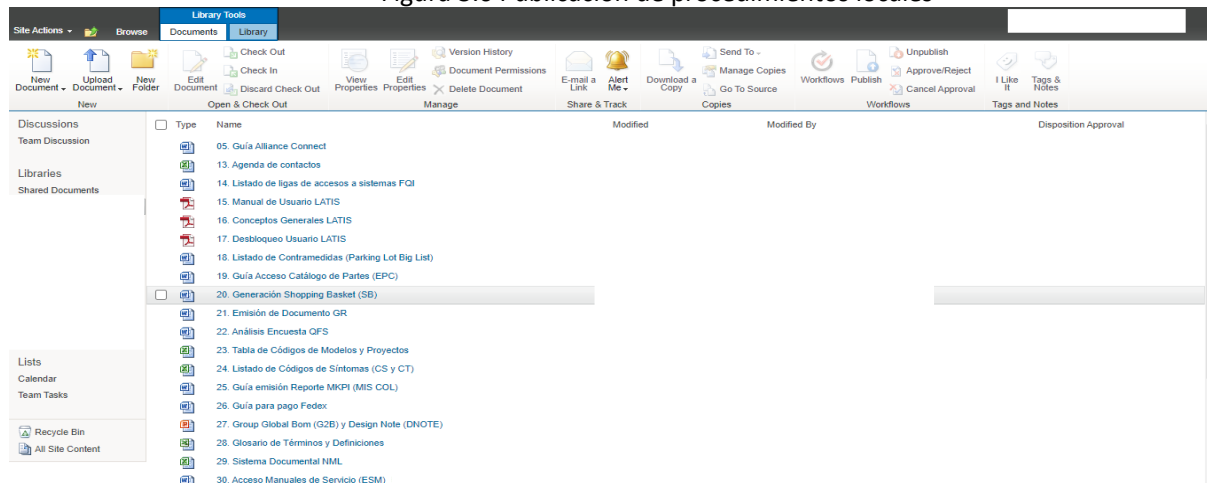 Figura 5.6 Publicación de procedimientos locales
Library Tools
Site Actions Browse Documents Library
New Document
Upload Document
New Folder
New
Edit Document
Check Out
Check In
Discard Check Out
Open & Check Out
View Properties
Edit Properties
Version History
Document Permissions
Delete Document
Manage
E-mail a Link
Alert Me
Share & Track
Download a Copy
Send To
Manage Copies
Go To Source
Copies
Workflows
Publish
Unpublish
Approve/Reject
Cancel Approval
Workflows
I Like It
Tags & Notes
Tags and Notes
Discussions
Team Discussion
Libraries
Shared Documents
Lists
Calendar
Team Tasks
Recycle Bin
All Site Content
Type Name Modified Modified By Disposition Approval
05. Guía Alliance Connect
13. Agenda de contactos
14. Listado de ligas de accesos a sistemas FQI
15. Manual de Usuario LATIS
16. Conceptos Generales LATIS
17. Desbloqueo Usuario LATIS
18. Listado de Contramedidas (Parking Lot Big List)
19. Guía Acceso Catálogo de Partes (EPC)
20. Generación Shopping Basket (SB)
21. Emisión de Documento GR
22. Análisis Encuesta QFS
23. Tabla de Códigos de Modelos y Proyectos
24. Listado de Códigos de Síntomas (CS y CT)
25. Guía emisión Reporte MKPI (MIS COL)
26. Guía para pago Fedex
27. Group Global Bom (G2B) y Design Note (DNOTE)
28. Glosario de Términos y Definiciones
29. Sistema Documental NML
30. Acceso Manuales de Servicio (ESM)